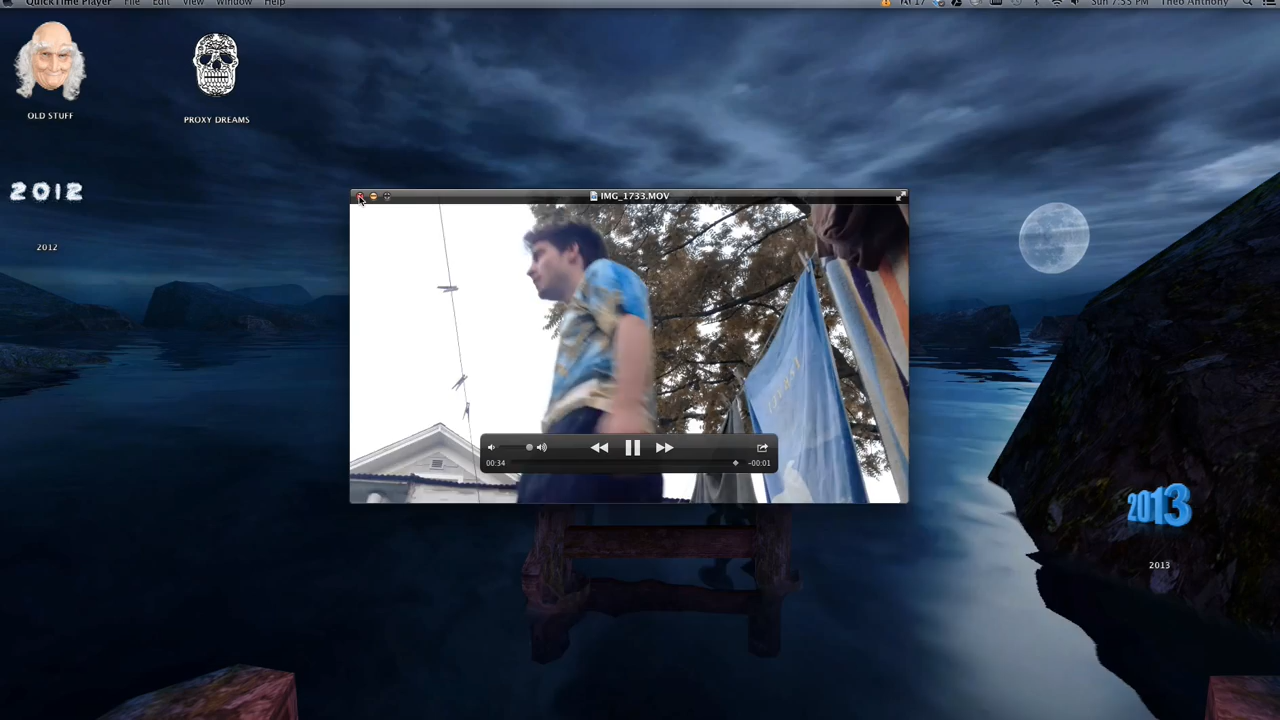 QuickTime Player File Edit View Window Help
Sun 7:55 PM Theo Anthony
OLD STUFF
PROXY DREAMS
2012
2012
IMG_1733.MOV
00:34
-00:01
2013
2013